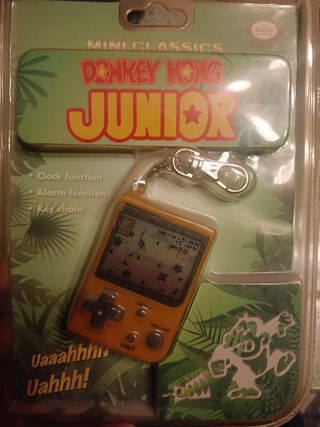 MINI CLASSICS
DONKEY KONG
JUNIOR
• Clock function
• Alarm function
• Key chain
12:00
Uaaahhhh
Uahhh!